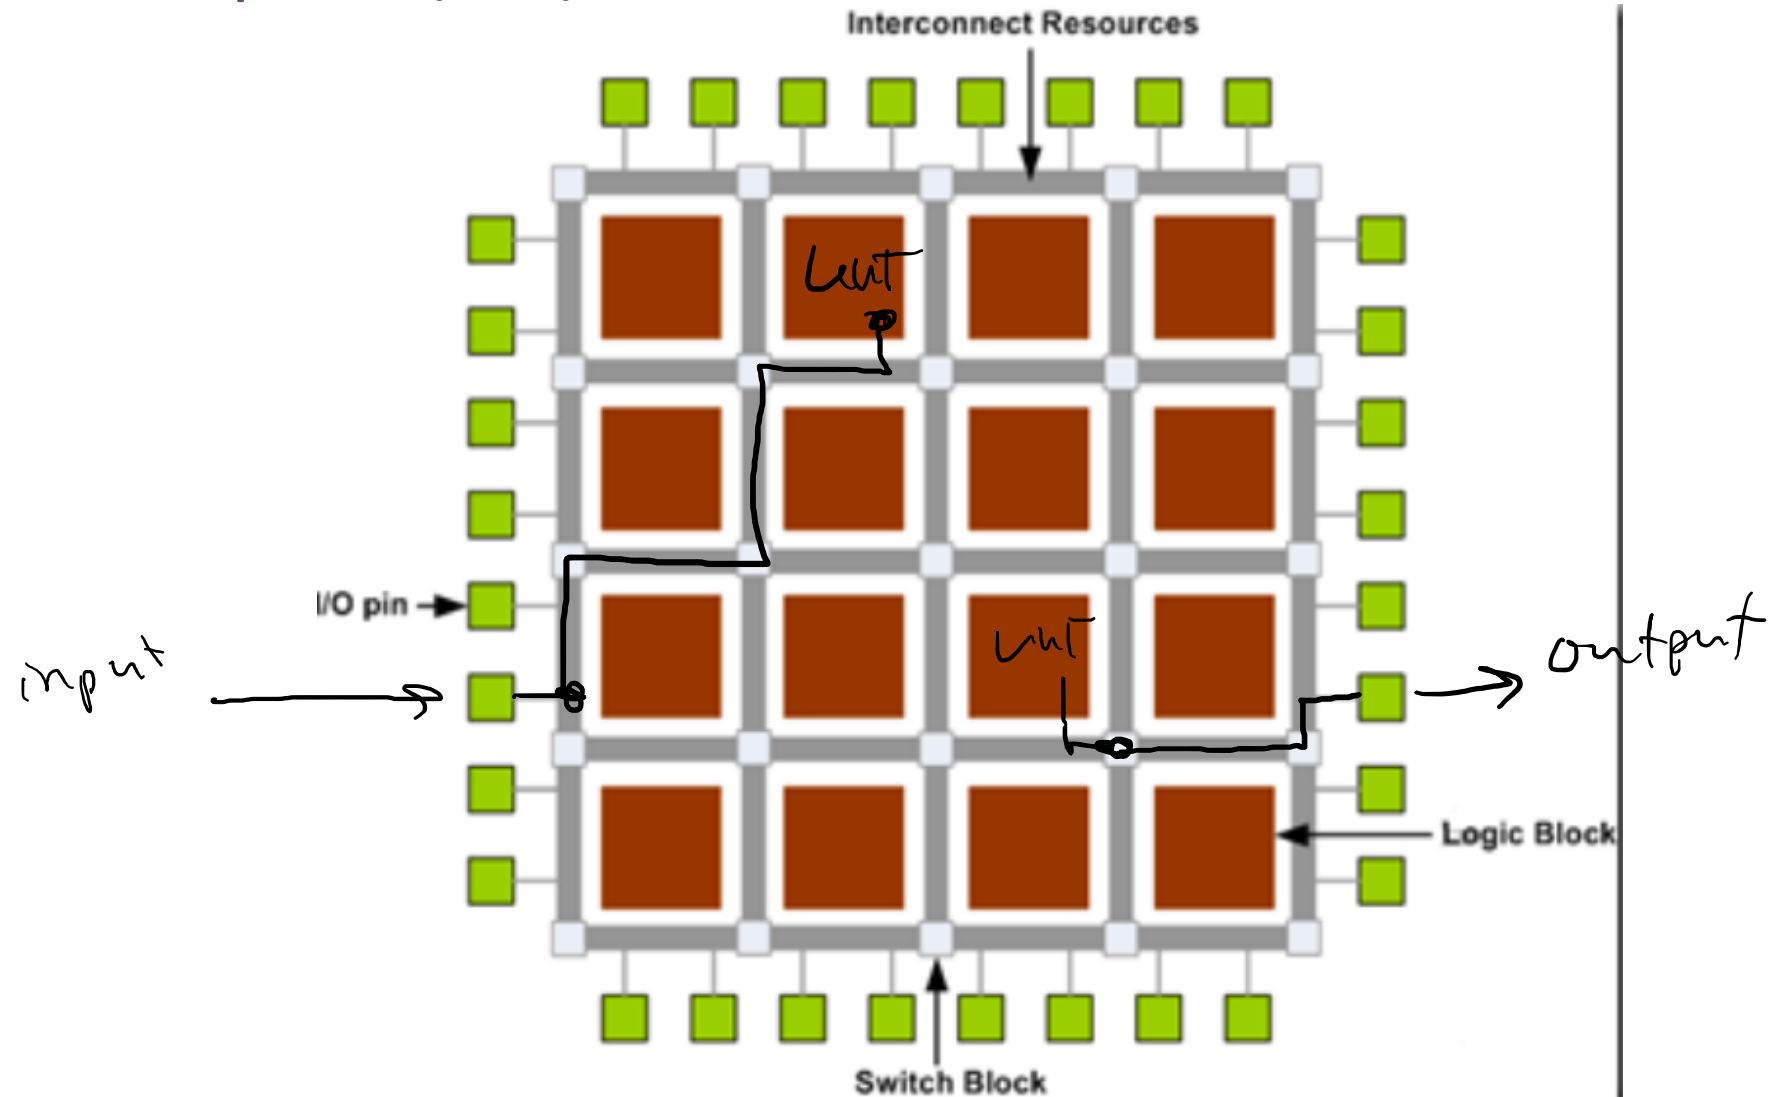 Interconnect Resources
Lut
I/O pin
input
Lut
output
Logic Block
Switch Block